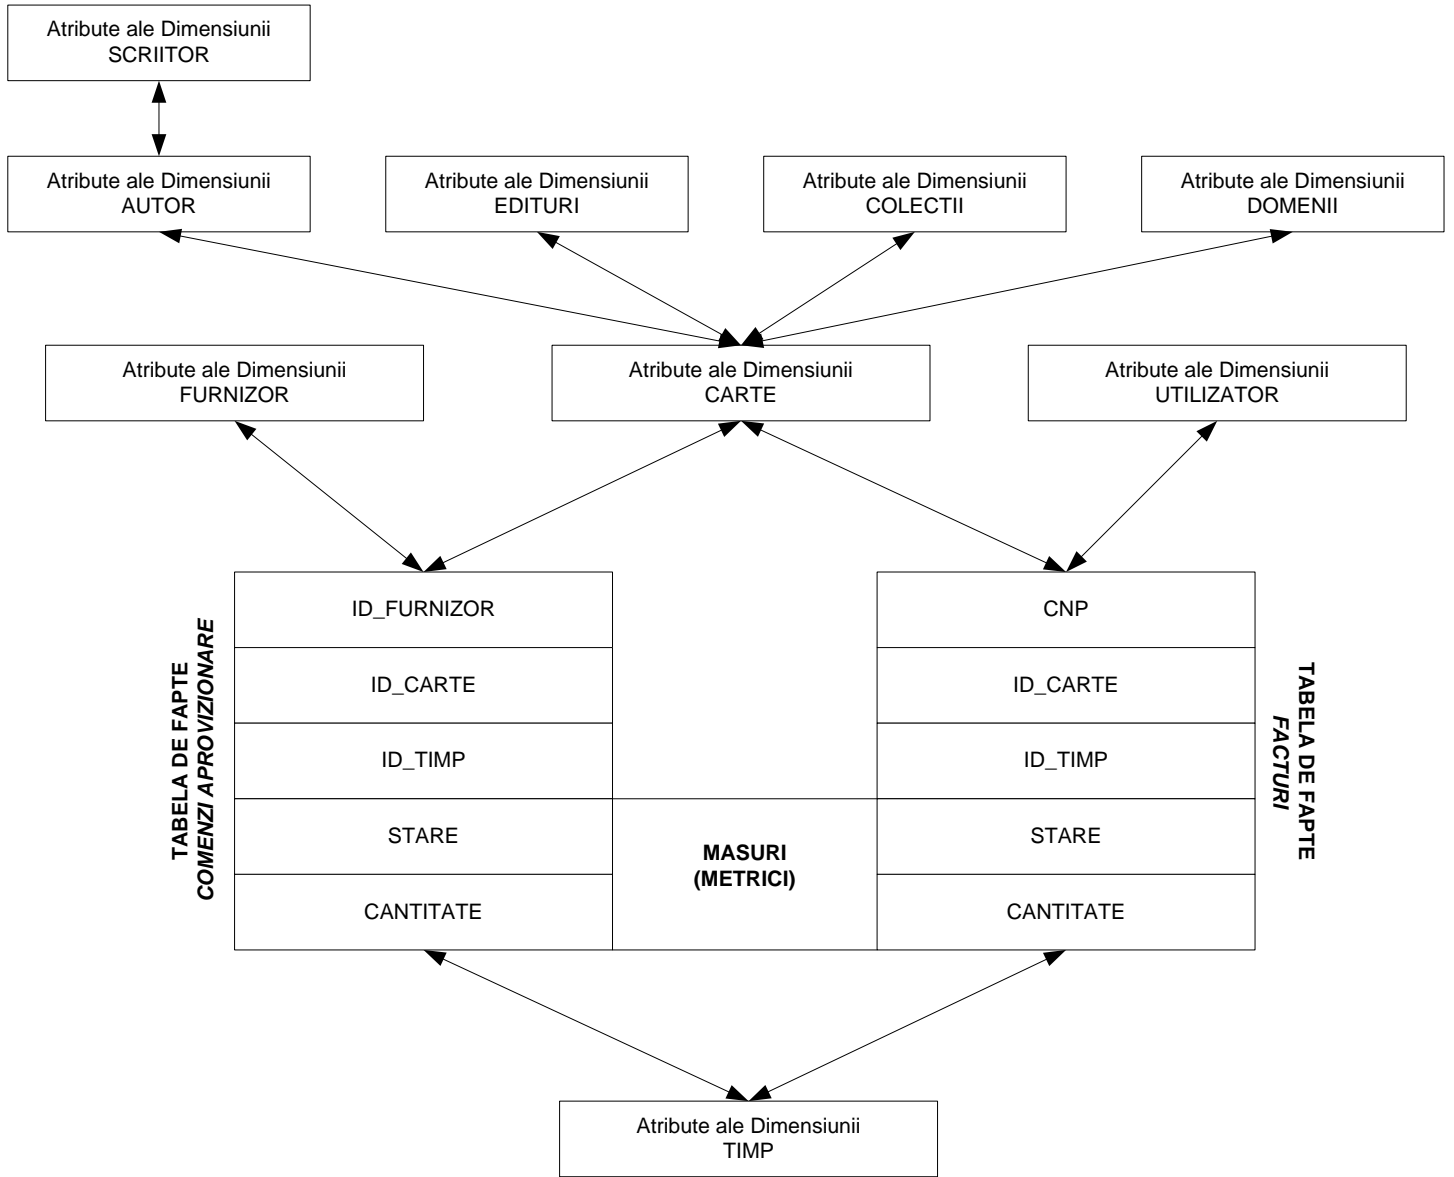 Atribute ale Dimensiunii
SCRIITOR
Atribute ale Dimensiunii
AUTOR
Atribute ale Dimensiunii
EDITURI
Atribute ale Dimensiunii
COLECTII
Atribute ale Dimensiunii
DOMENII
Atribute ale Dimensiunii
FURNIZOR
Atribute ale Dimensiunii
CARTE
Atribute ale Dimensiunii
UTILIZATOR
TABELA DE FAPTE
COMENZI APROVIZIONARE
ID_FURNIZOR
ID_CARTE
ID_TIMP
STARE
CANTITATE
MASURI
(METRICI)
CNP
ID_CARTE
ID_TIMP
STARE
CANTITATE
TABELA DE FAPTE
FACTURI
Atribute ale Dimensiunii
TIMP